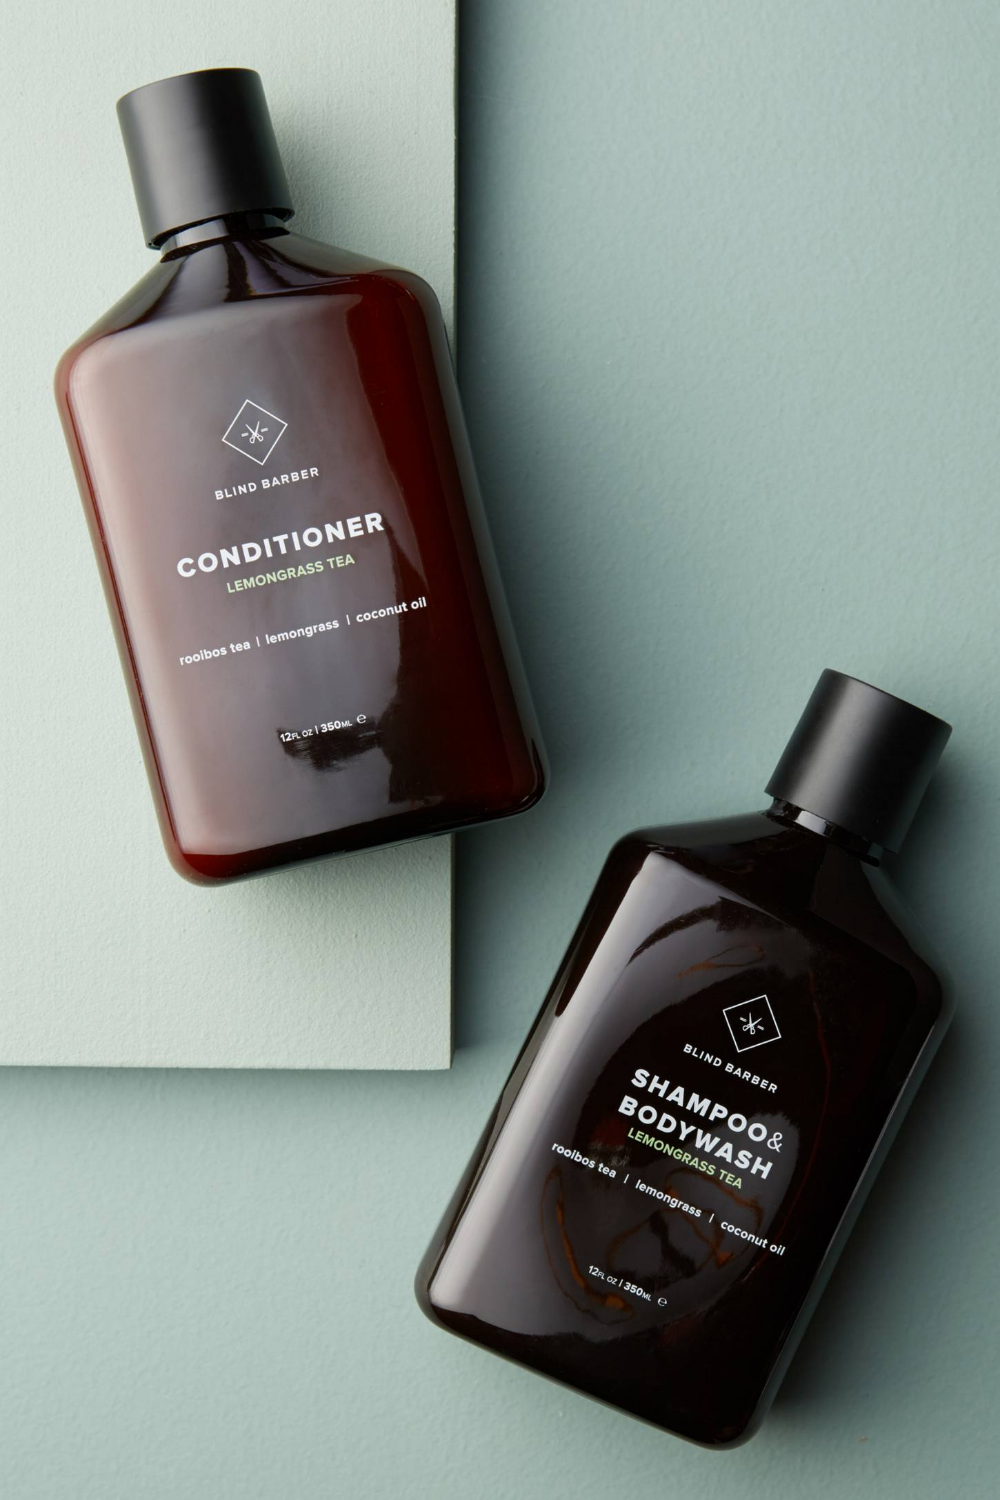 BLIND BARBER
CONDITIONER
LEMONGRASS TEA
rooibos tea | lemongrass | coconut oil
12FL OZ | 350ML ℮
BLIND BARBER
SHAMPOO&
BODYWASH
LEMONGRASS TEA
rooibos tea | lemongrass | coconut oil
12FL OZ | 350ML ℮